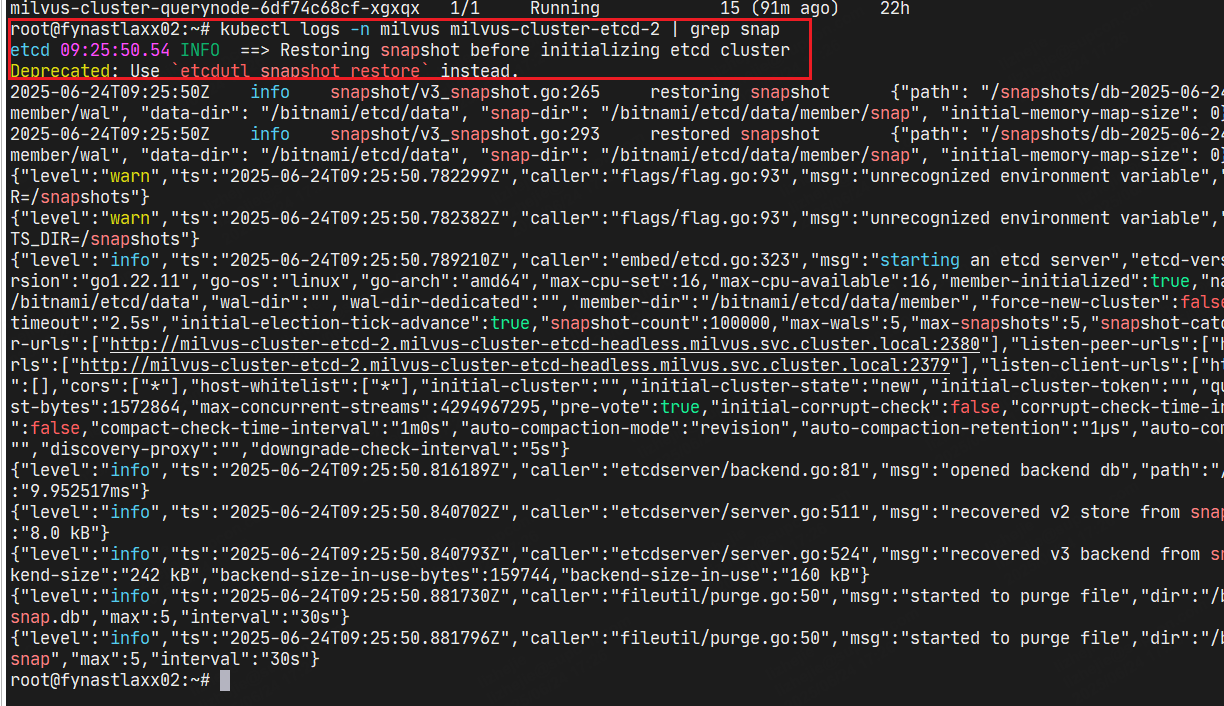 milvus-cluster-querynode-6df74c68cf-xgxqx   1/1     Running            15 (91m ago)    22h
root@fynastlaxx02:~# kubectl logs -n milvus milvus-cluster-etcd-2 | grep snap
etcd 09:25:50.54 INFO  ==> Restoring snapshot before initializing etcd cluster
Deprecated: Use `etcdutl snapshot restore` instead.
2025-06-24T09:25:50Z    info    snapshot/v3_snapshot.go:265     restoring snapshot      {"path": "/snapshots/db-2025-06-24
member/wal", "data-dir": "/bitnami/etcd/data", "snap-dir": "/bitnami/etcd/data/member/snap", "initial-memory-map-size": 0}
2025-06-24T09:25:50Z    info    snapshot/v3_snapshot.go:293     restored snapshot       {"path": "/snapshots/db-2025-06-24
member/wal", "data-dir": "/bitnami/etcd/data", "snap-dir": "/bitnami/etcd/data/member/snap", "initial-memory-map-size": 0}
{"level":"warn","ts":"2025-06-24T09:25:50.782299Z","caller":"flags/flag.go:93","msg":"unrecognized environment variable","
R=/snapshots"}
{"level":"warn","ts":"2025-06-24T09:25:50.782382Z","caller":"flags/flag.go:93","msg":"unrecognized environment variable","
TS_DIR=/snapshots"}
{"level":"info","ts":"2025-06-24T09:25:50.789210Z","caller":"embed/etcd.go:323","msg":"starting an etcd server","etcd-vers
rsion":"go1.22.11","go-os":"linux","go-arch":"amd64","max-cpu-set":16,"max-cpu-available":16,"member-initialized":true,"na
/bitnami/etcd/data","wal-dir":"","wal-dir-dedicated":"","member-dir":"/bitnami/etcd/data/member","force-new-cluster":false
timeout":"2.5s","initial-election-tick-advance":true,"snapshot-count":100000,"max-wals":5,"max-snapshots":5,"snapshot-catc
r-urls":["http://milvus-cluster-etcd-2.milvus-cluster-etcd-headless.milvus.svc.cluster.local:2380"],"listen-peer-urls":["h
rls":["http://milvus-cluster-etcd-2.milvus-cluster-etcd-headless.milvus.svc.cluster.local:2379"],"listen-client-urls":["ht
":[],"cors":["*"],"host-whitelist":["*"],"initial-cluster":"","initial-cluster-state":"new","initial-cluster-token":"","qu
st-bytes":1572864,"max-concurrent-streams":4294967295,"pre-vote":true,"initial-corrupt-check":false,"corrupt-check-time-in
":false,"compact-check-time-interval":"1m0s","auto-compaction-mode":"revision","auto-compaction-retention":"1µs","auto-com
"","discovery-proxy":"","downgrade-check-interval":"5s"}
{"level":"info","ts":"2025-06-24T09:25:50.816189Z","caller":"etcdserver/backend.go:81","msg":"opened backend db","path":"/
:"9.952517ms"}
{"level":"info","ts":"2025-06-24T09:25:50.840702Z","caller":"etcdserver/server.go:511","msg":"recovered v2 store from snap
:"8.0 kB"}
{"level":"info","ts":"2025-06-24T09:25:50.840793Z","caller":"etcdserver/server.go:524","msg":"recovered v3 backend from sn
kend-size":"242 kB","backend-size-in-use-bytes":159744,"backend-size-in-use":"160 kB"}
{"level":"info","ts":"2025-06-24T09:25:50.881730Z","caller":"fileutil/purge.go:50","msg":"started to purge file","dir":"/b
snap.db","max":5,"interval":"30s"}
{"level":"info","ts":"2025-06-24T09:25:50.881796Z","caller":"fileutil/purge.go:50","msg":"started to purge file","dir":"/b
snap","max":5,"interval":"30s"}
root@fynastlaxx02:~#